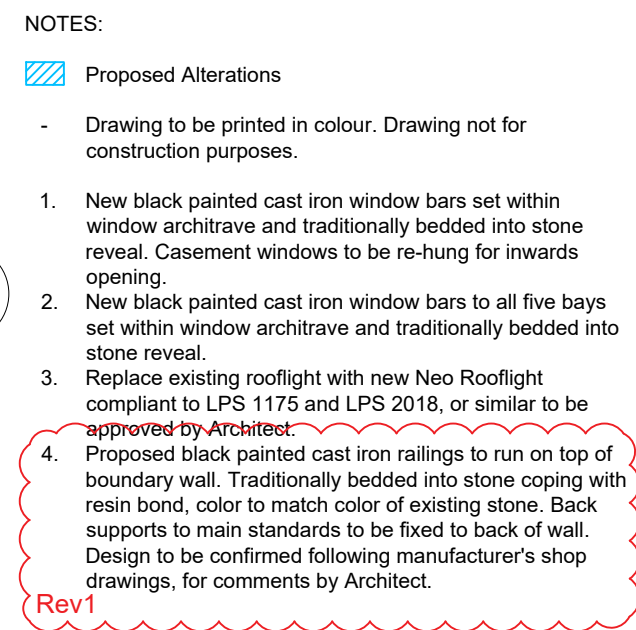 NOTES:
Proposed Alterations
- Drawing to be printed in colour. Drawing not for
construction purposes.
1. New black painted cast iron window bars set within
window architrave and traditionally bedded into stone
reveal. Casement windows to be re-hung for inwards
opening.
2. New black painted cast iron window bars to all five bays
set within window architrave and traditionally bedded into
stone reveal.
3. Replace existing rooflight with new Neo Rooflight
compliant to LPS 1175 and LPS 2018, or similar to be
approved by Architect.
4. Proposed black painted cast iron railings to run on top of
boundary wall. Traditionally bedded into stone coping with
resin bond, color to match color of existing stone. Back
supports to main standards to be fixed to back of wall.
Design to be confirmed following manufacturer's shop
drawings, for comments by Architect.
Rev1